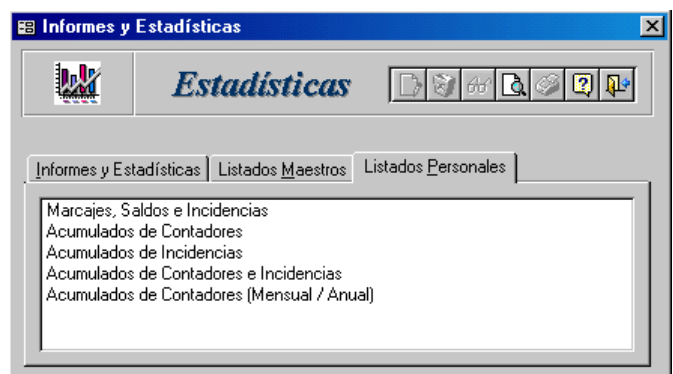 Informes y Estadísticas
Estadísticas
Informes y Estadísticas Listados Maestros Listados Personales
Marcajes, Saldos e Incidencias
Acumulados de Contadores
Acumulados de Incidencias
Acumulados de Contadores e Incidencias
Acumulados de Contadores (Mensual / Anual)